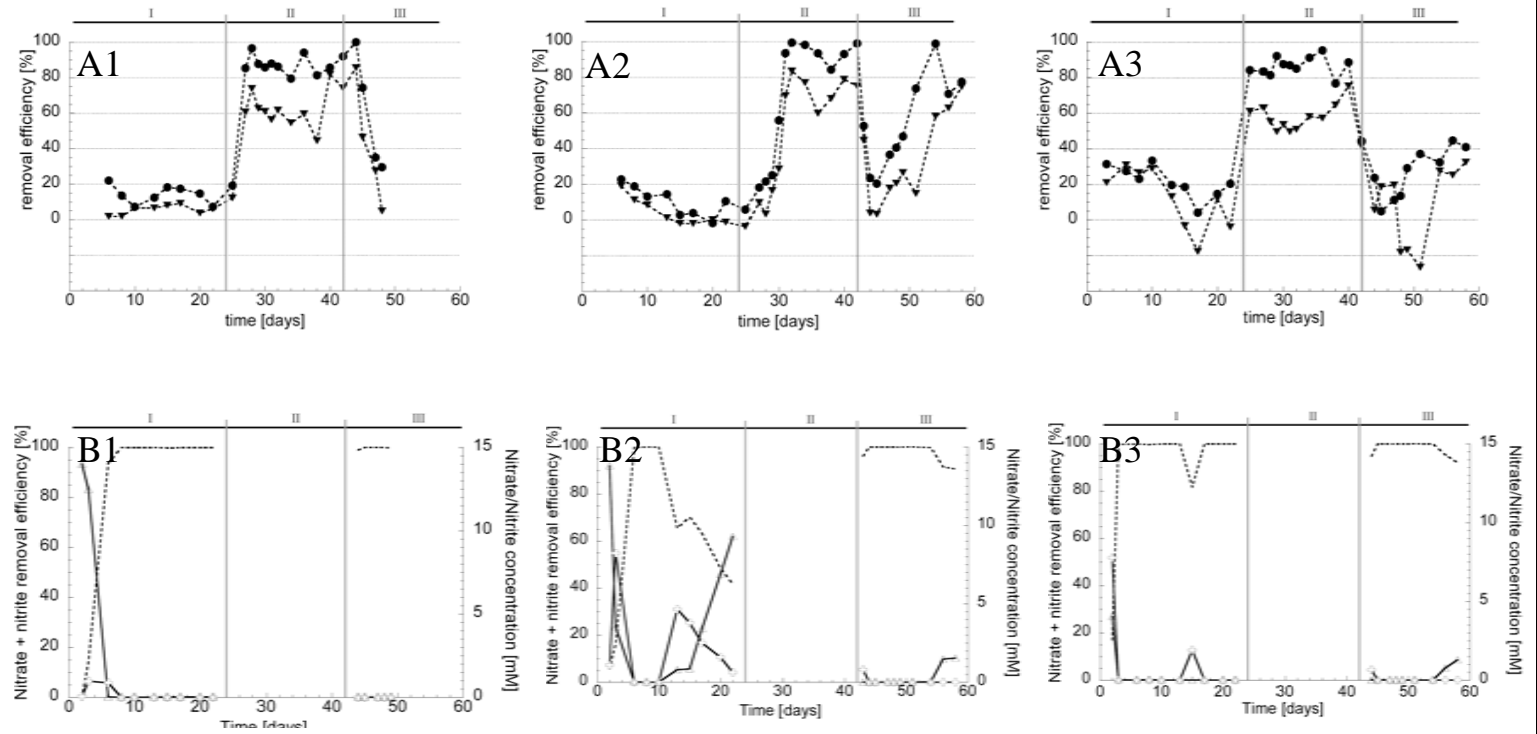 I II III
A1
removal efficiency [%]
100
80
60
40
20
0
0 10 20 30 40 50 60
time [days]
I II III
A2
removal efficiency [%]
100
80
60
40
20
0
0 10 20 30 40 50 60
time [days]
I II III
A3
removal efficiency [%]
100
80
60
40
20
0
0 10 20 30 40 50 60
time [days]
I II III
B1
Nitrate + nitrite removal efficiency [%]
100
80
60
40
20
0
15
10
5
0
Nitrate/Nitrite concentration [mM]
0 10 20 30 40 50 60
Time [days]
I II III
B2
Nitrate + nitrite removal efficiency [%]
100
80
60
40
20
0
15
10
5
0
Nitrate/Nitrite concentration [mM]
0 10 20 30 40 50 60
Time [days]
I II III
B3
Nitrate + nitrite removal efficiency [%]
100
80
60
40
20
0
15
10
5
0
Nitrate/Nitrite concentration [mM]
0 10 20 30 40 50 60
Time [days]